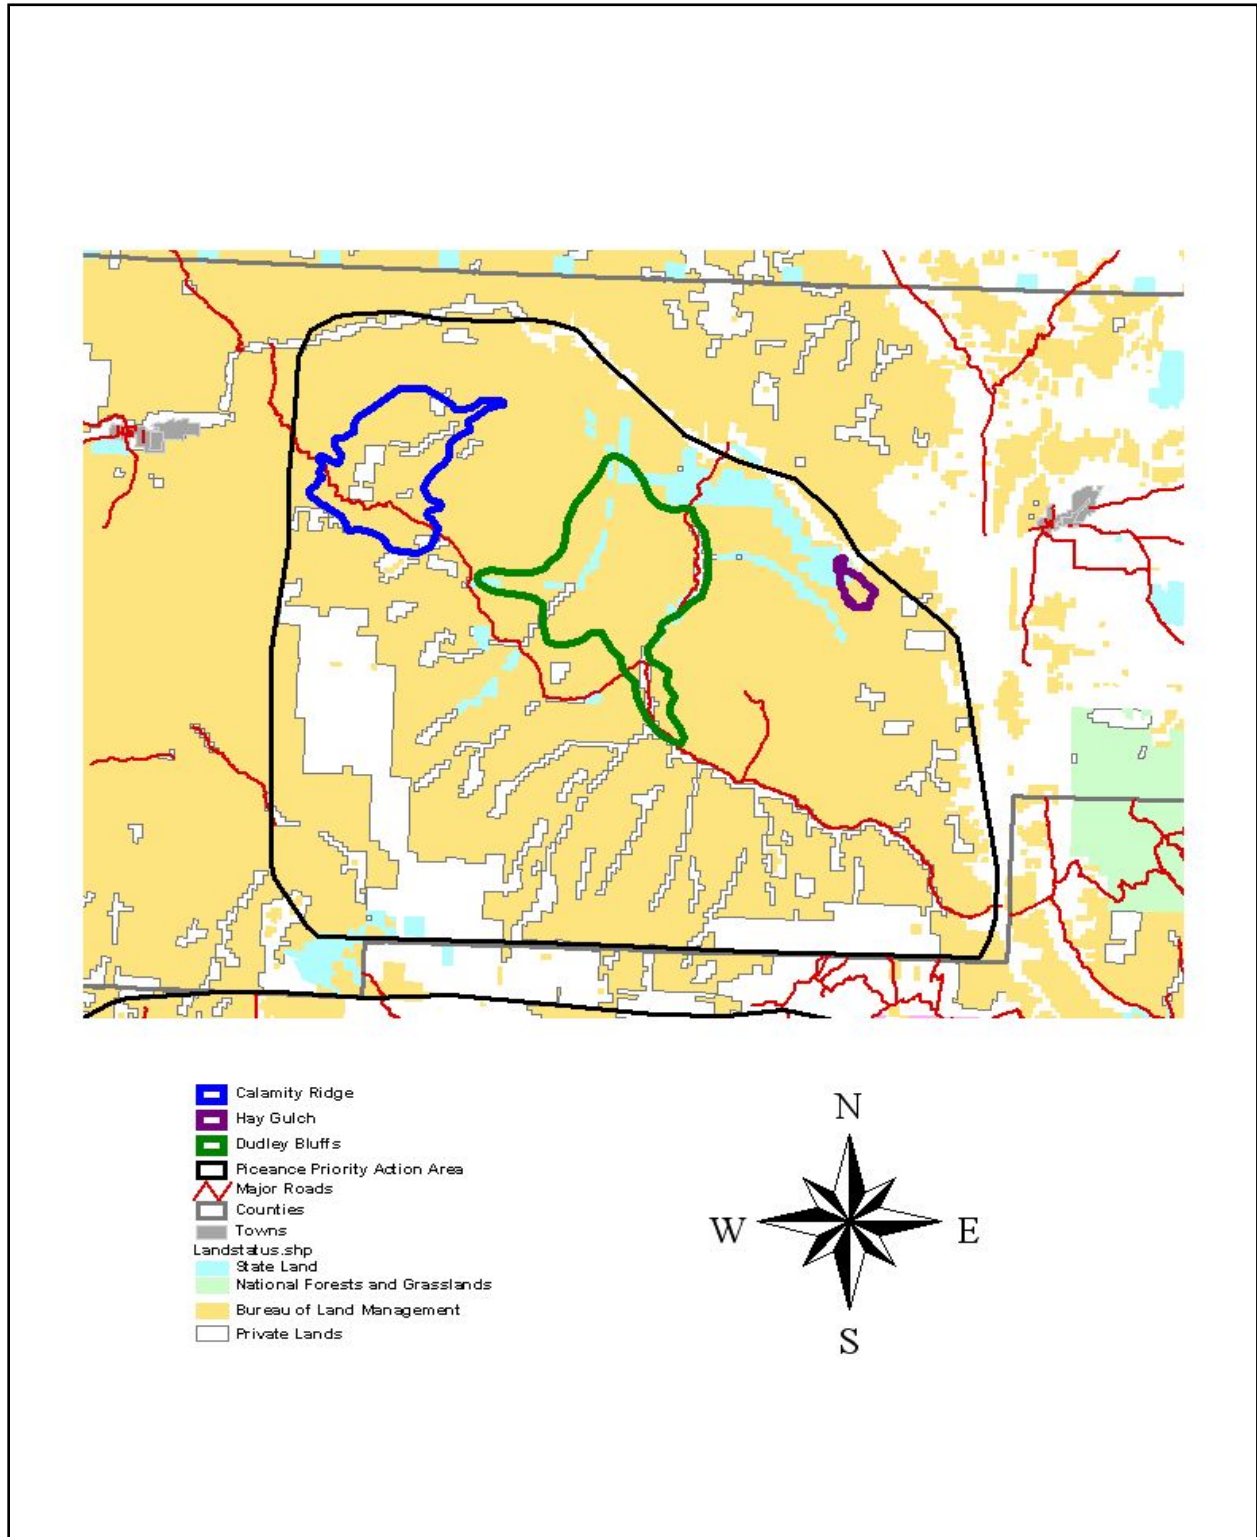 Calamity Ridge
Hay Gulch
Dudley Bluffs
Piceance Priority Action Area
Major Roads
Counties
Towns
Landstatus.shp
State Land
National Forests and Grasslands
Bureau of Land Management
Private Lands
N
W E
S